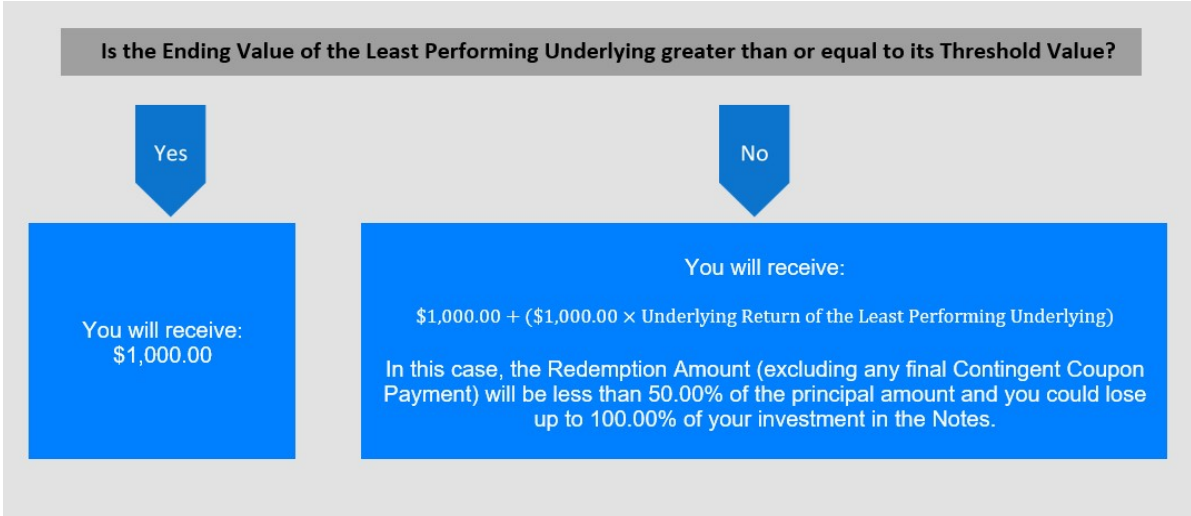 Is the Ending Value of the Least Performing Underlying greater than or equal to its Threshold Value?
Yes
No
You will receive:
$1,000.00
You will receive:
$1,000.00 + ($1,000.00 × Underlying Return of the Least Performing Underlying)
In this case, the Redemption Amount (excluding any final Contingent Coupon
Payment) will be less than 50.00% of the principal amount and you could lose
up to 100.00% of your investment in the Notes.